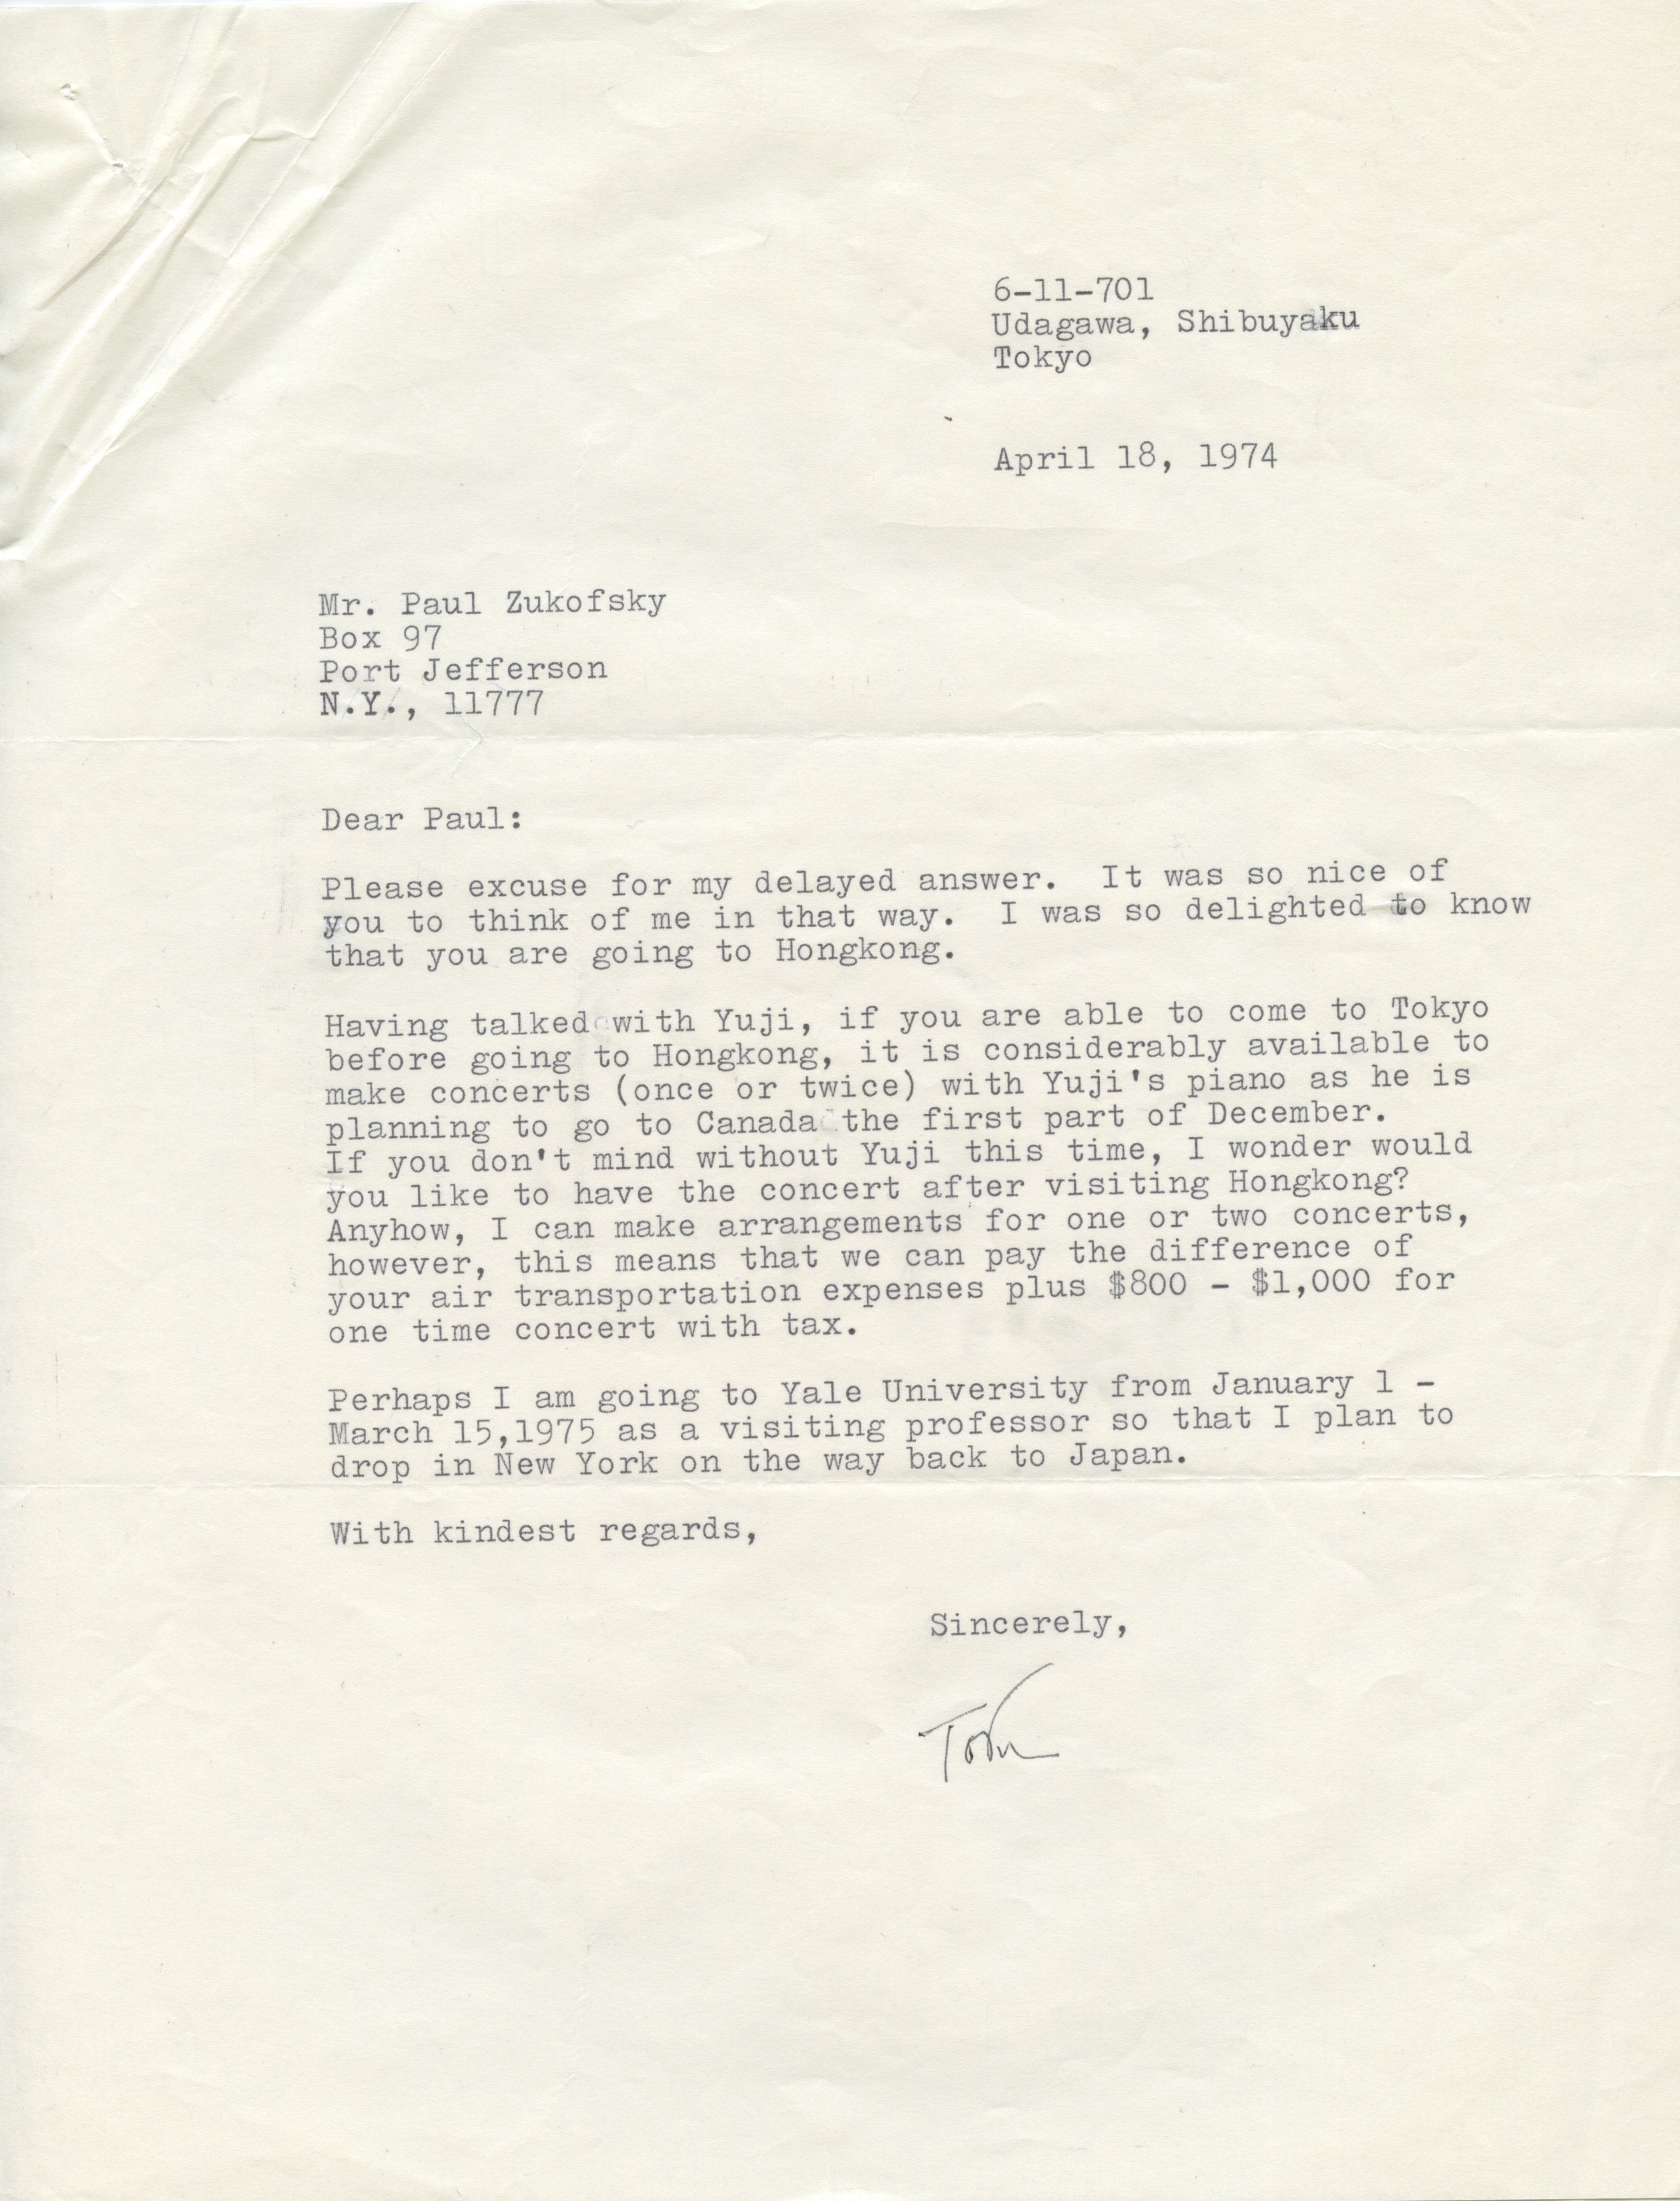 6-11-701
Udagawa, Shibuyaku
Tokyo
April 18, 1974
Mr. Paul Zukofsky
Box 97
Port Jefferson
N.Y., 11777
Dear Paul:
Please excuse for my delayed answer.  It was so nice of
you to think of me in that way.  I was so delighted to know
that you are going to Hongkong.
Having talked with Yuji, if you are able to come to Tokyo
before going to Hongkong, it is considerably available to
make concerts (once or twice) with Yuji's piano as he is
planning to go to Canada the first part of December.
If you don't mind without Yuji this time, I wonder would
you like to have the concert after visiting Hongkong?
Anyhow, I can make arrangements for one or two concerts,
however, this means that we can pay the difference of
your air transportation expenses plus $800 - $1,000 for
one time concert with tax.
Perhaps I am going to Yale University from January 1 -
March 15,1975 as a visiting professor so that I plan to
drop in New York on the way back to Japan.
With kindest regards,
Sincerely,
Toru